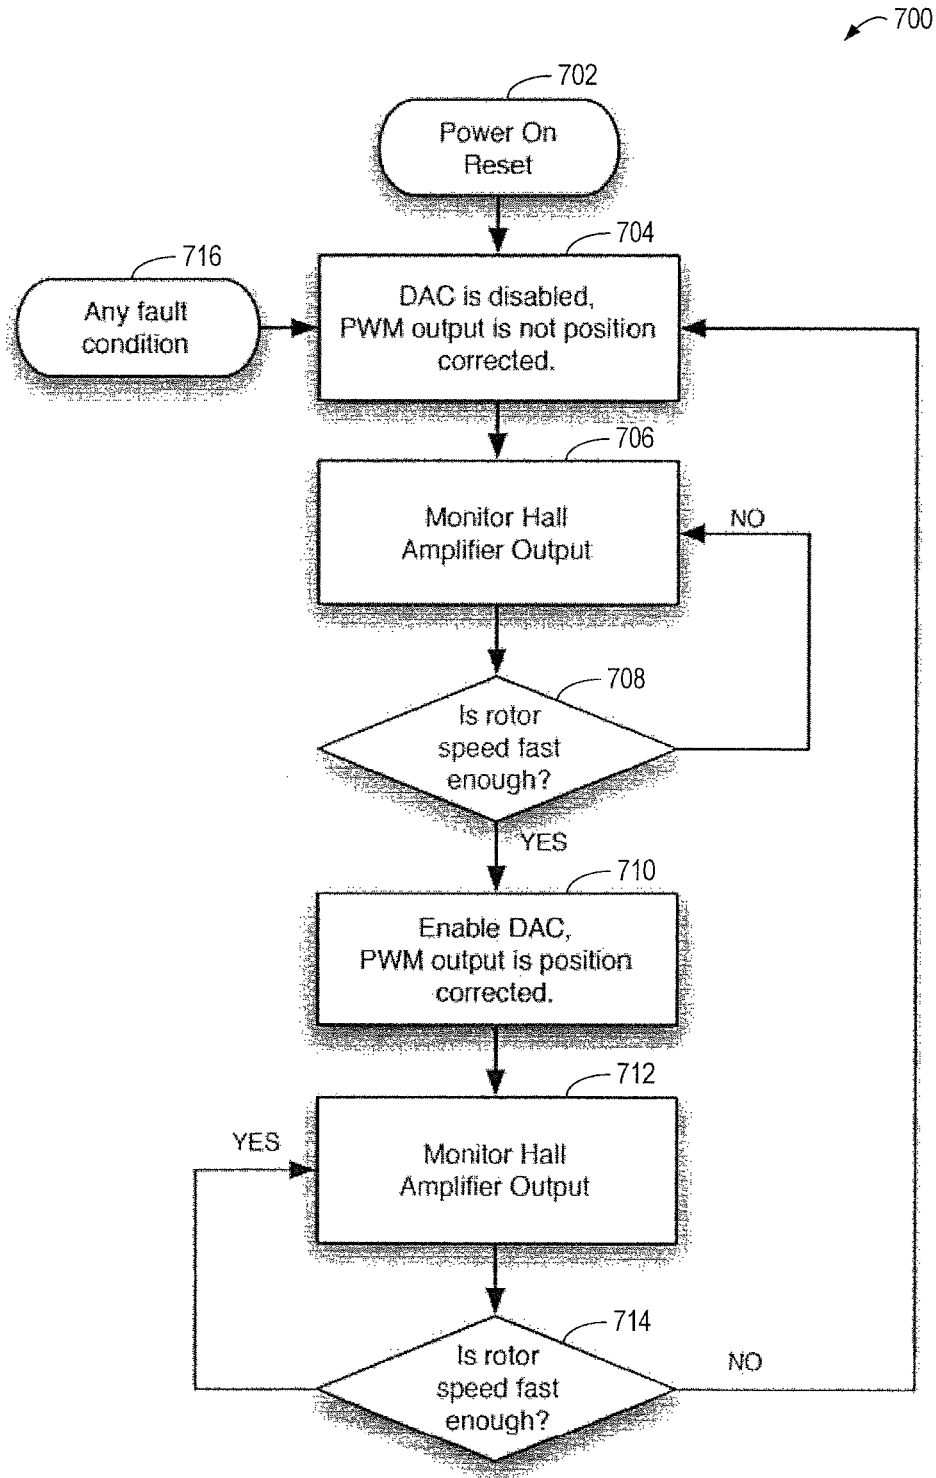 700
702
Power On
Reset
704
716
DAC is disabled,
PWM output is not position
corrected.
Any fault
condition
706
Monitor Hall
Amplifier Output
NO
708
Is rotor
speed fast
enough?
YES
710
Enable DAC,
PWM output is position
corrected.
712
YES
Monitor Hall
Amplifier Output
714
Is rotor
speed fast
enough?
NO